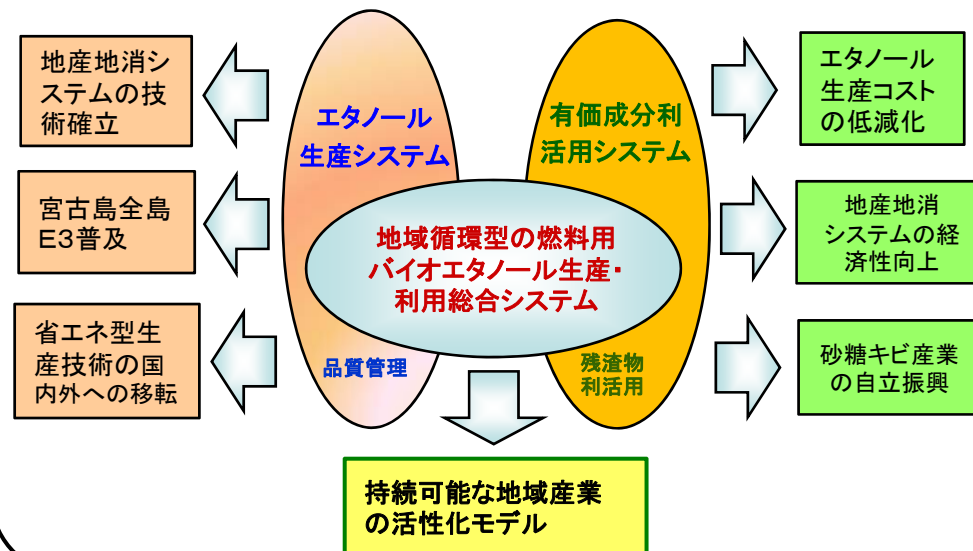 地産地消シ
ステムの技
術確立
宮古島全島
E3普及
省エネ型生
産技術の国
内外への移転
エタノール
生産システム
有価成分利
活用システム
地域循環型の燃料用
バイオエタノール生産・
利用総合システム
品質管理
残渣物
利活用
エタノール
生産コスト
の低減化
地産地消
システムの経
済性向上
砂糖キビ産業
の自立振興
持続可能な地域産業
の活性化モデル